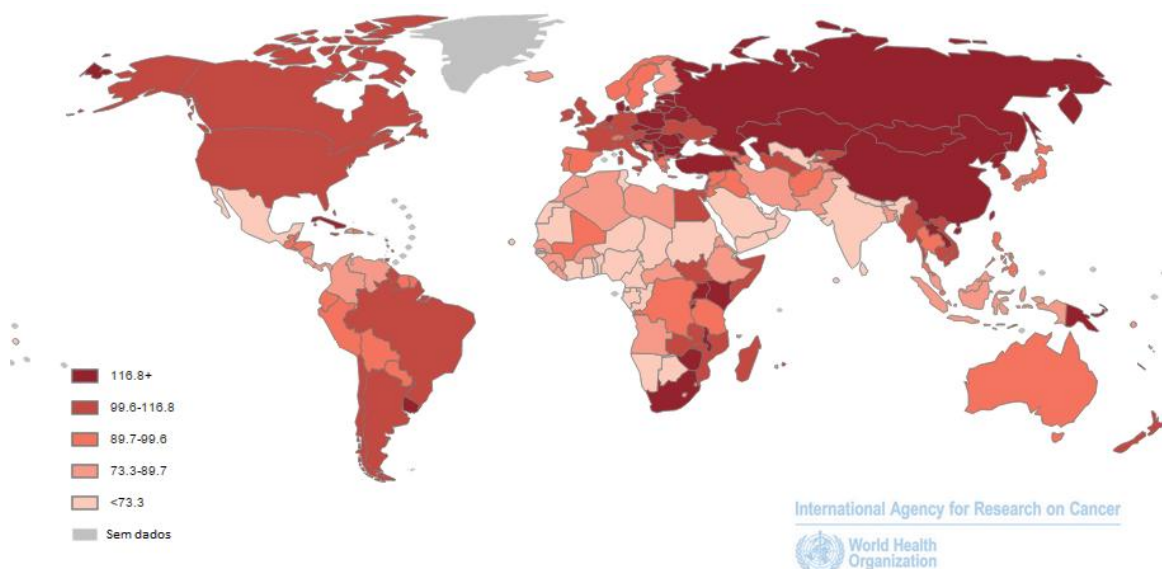 116.8+
99.6-116.8
89.7-99.6
73.3-89.7
<73.3
Sem dados
International Agency for Research on Cancer
World Health
Organization